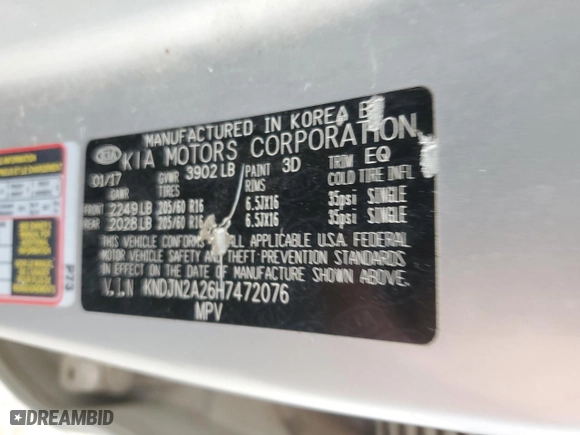 MANUFACTURED IN KOREA B
KIA KIA MOTORS CORPORATION
01/17 GVWR 3902 LB PAINT 3D TRIM EQ
GAWR TIRES RIMS COLD TIRE INFL
FRONT 2249 LB 205/60 R16 6.5JX16 35psi SINGLE
REAR 2028 LB 205/60 R16 6.5JX16 35psi SINGLE
THIS VEHICLE CONFORMS ALL APPLICABLE U.S.A. FEDERAL
MOTOR VEHICLE SAFETY AND THEFT-PREVENTION STANDARDS
IN EFFECT ON THE DATE OF MANUFACTURE SHOWN ABOVE.
V.I.N KNDJN2A26H7472076
MPV
P73
DREAMBID